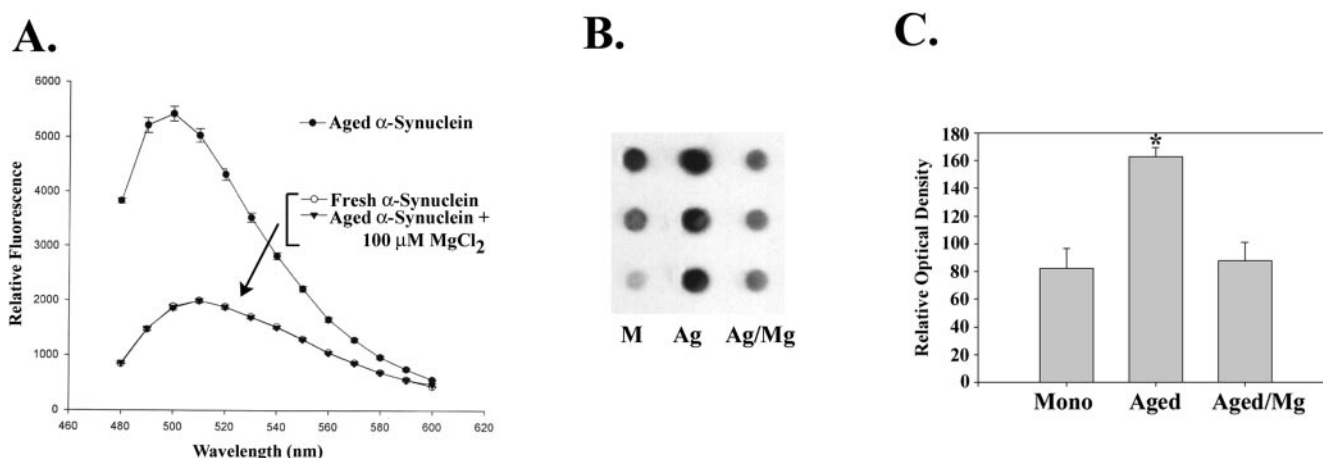 A.
6000
5000
4000
3000
2000
1000
0
460 480 500 520 540 560 580 600 620
Relative Fluorescence
Wavelength (nm)
Aged α-Synuclein
Fresh α-Synuclein
Aged α-Synuclein +
100 μM MgCl2
B.
M Ag Ag/Mg
C.
180
160
140
120
100
80
60
40
20
0
Relative Optical Density
*
Mono Aged Aged/Mg